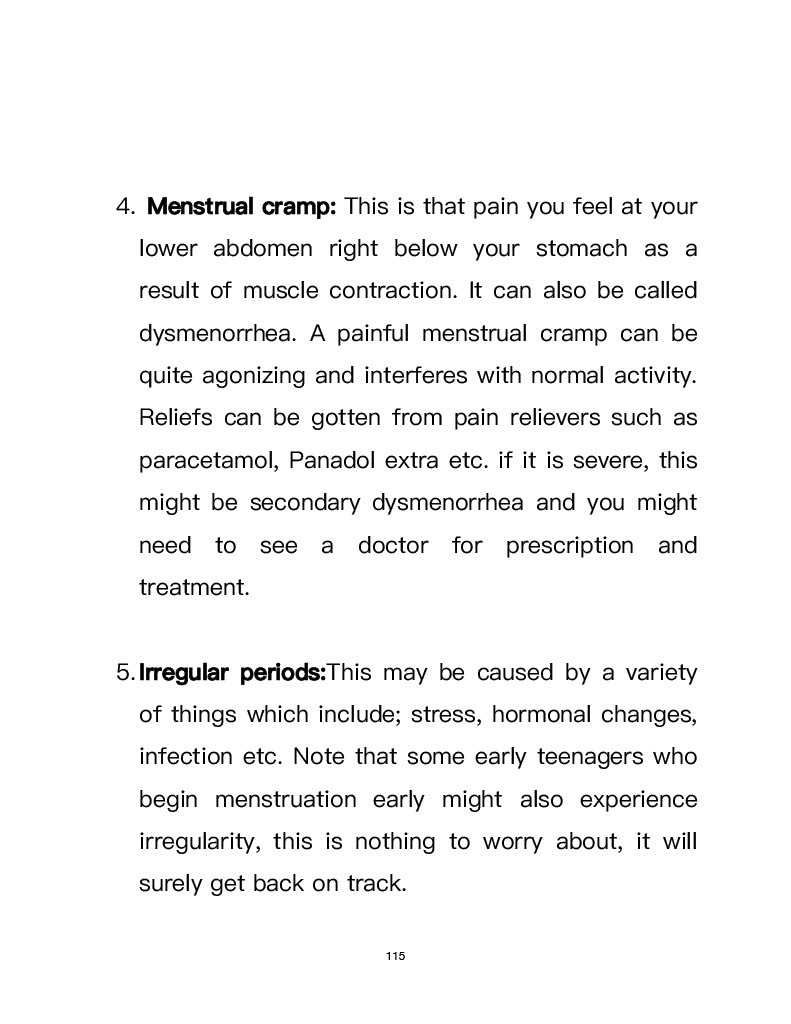 4. Menstrual cramp: This is that pain you feel at your
lower abdomen right below your stomach as a
result of muscle contraction. It can also be called
dysmenorrhea. A painful menstrual cramp can be
quite agonizing and interferes with normal activity.
Reliefs can be gotten from pain relievers such as
paracetamol, Panadol extra etc. if it is severe, this
might be secondary dysmenorrhea and you might
need to see a doctor for prescription and
treatment.
5. Irregular periods:This may be caused by a variety
of things which include; stress, hormonal changes,
infection etc. Note that some early teenagers who
begin menstruation early might also experience
irregularity, this is nothing to worry about, it will
surely get back on track.
115